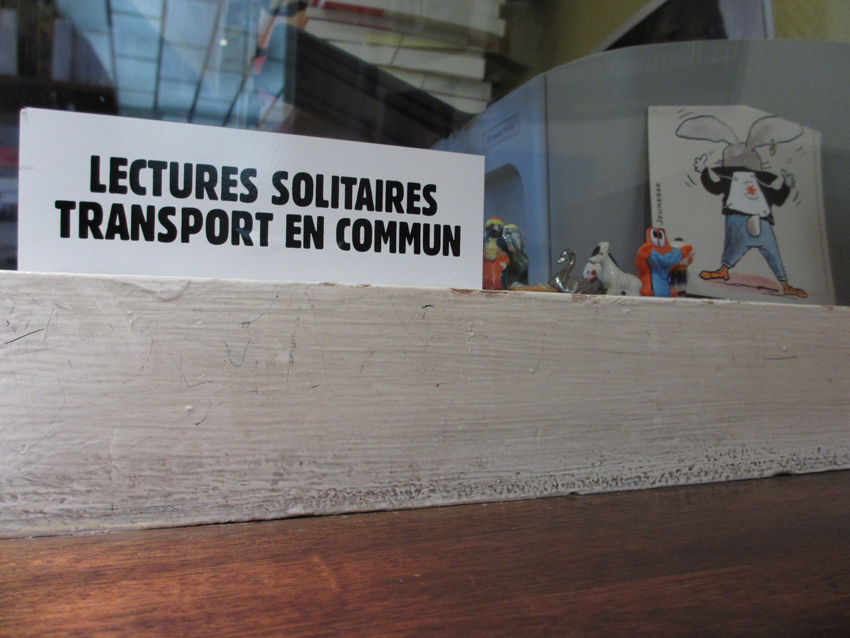 LECTURES SOLITAIRES
TRANSPORT EN COMMUN
JEUNESSE